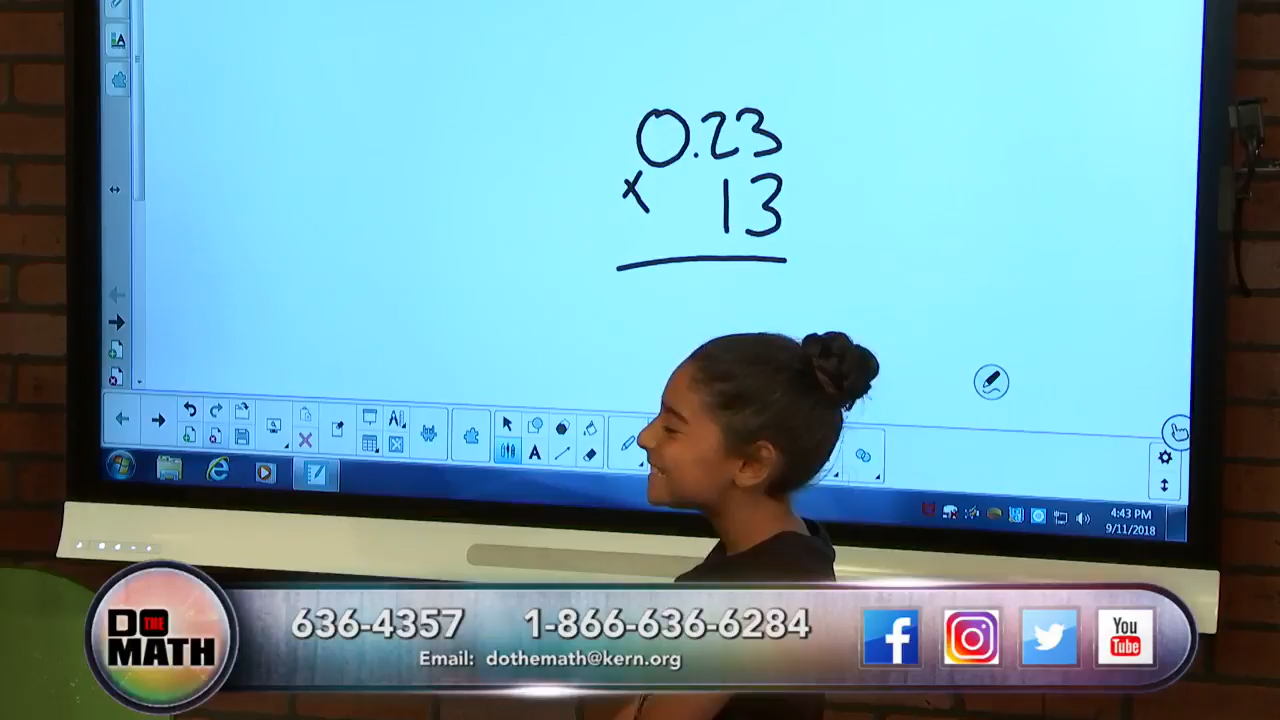 0.23
x 13
4:43 PM
9/11/2018
DO THE MATH
636-4357 1-866-636-6284
Email: dothemath@kern.org
You Tube